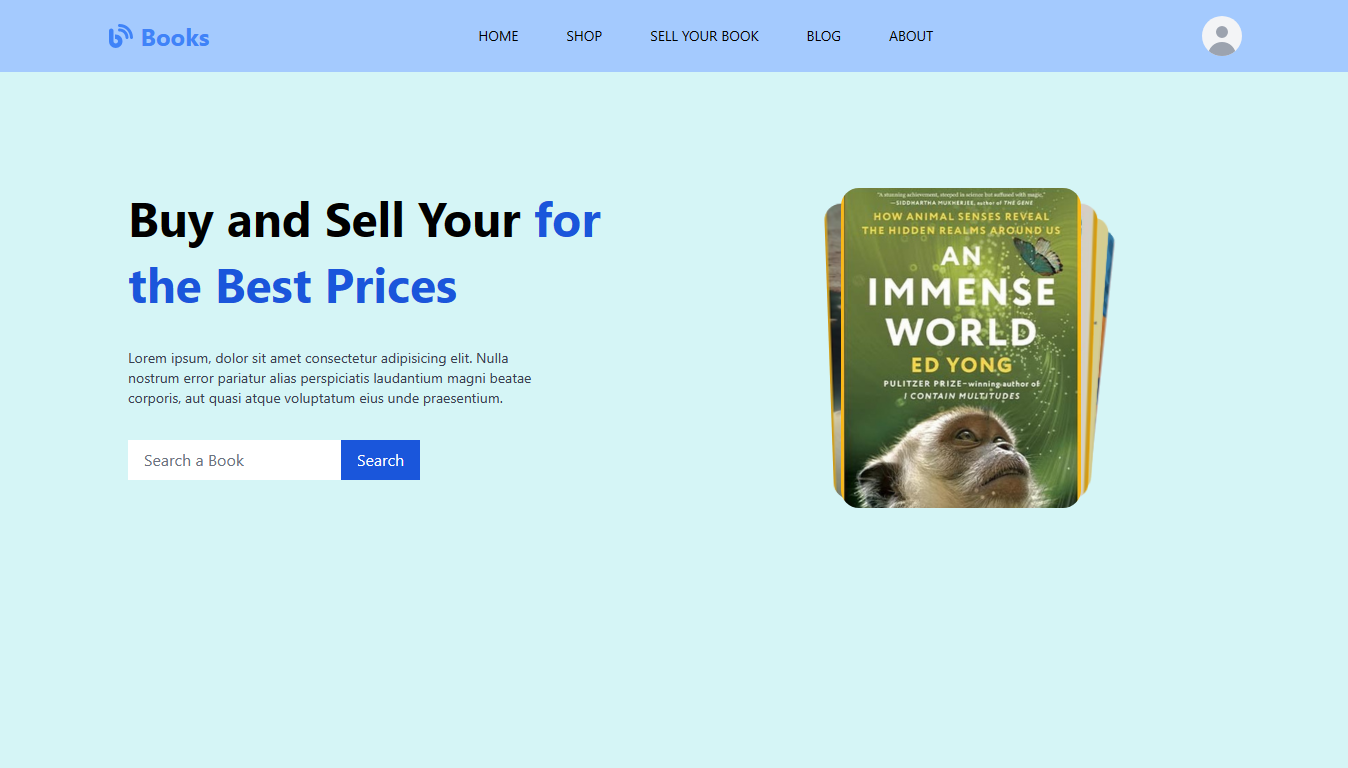 Books
HOME
SHOP
SELL YOUR BOOK
BLOG
ABOUT
Buy and Sell Your for
the Best Prices
Lorem ipsum, dolor sit amet consectetur adipisicing elit. Nulla
nostrum error pariatur alias perspiciatis laudantium magni beatae
corporis, aut quasi atque voluptatum eius unde praesentium.
Search a Book
Search
"A stunning achievement, steeped in science but suffused with magic."
—SIDDHARTHA MUKHERJEE, author of THE GENE
HOW ANIMAL SENSES REVEAL
THE HIDDEN REALMS AROUND US
AN
IMMENSE
WORLD
ED YONG
PULITZER PRIZE–winning author of
I CONTAIN MULTITUDES